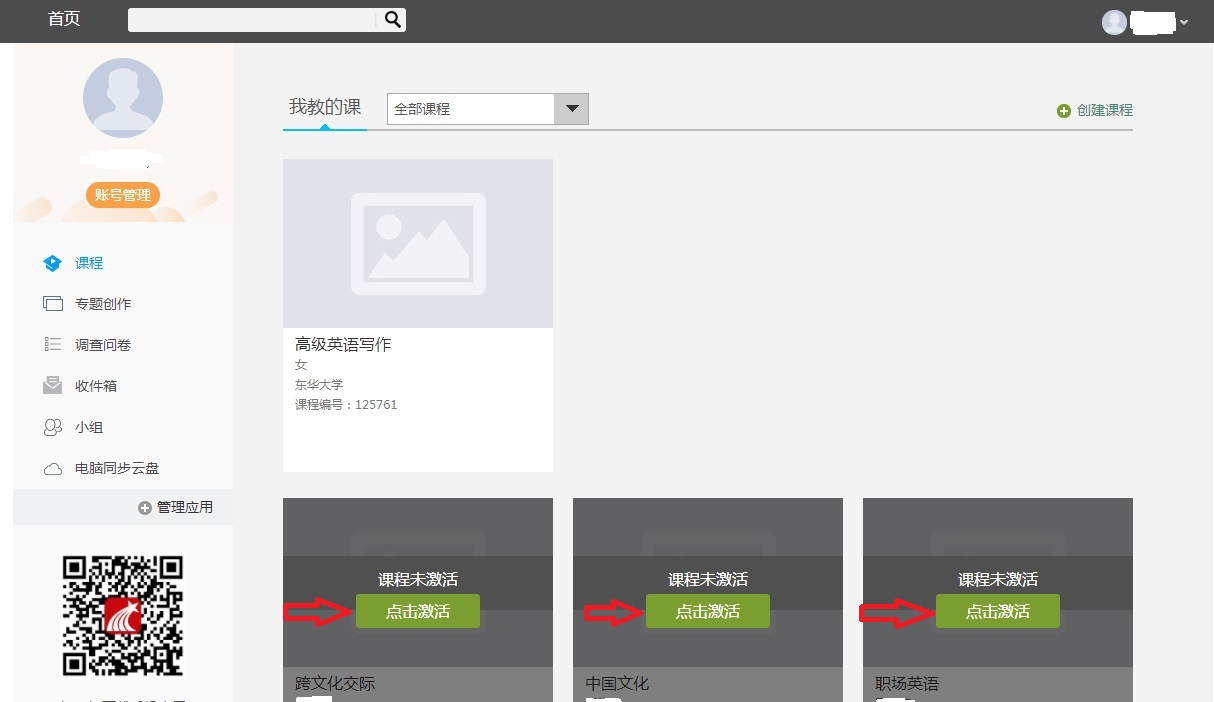 首页
账号管理
课程
专题创作
调查问卷
收件箱
小组
电脑同步云盘
管理应用
我教的课
全部课程
创建课程
高级英语写作
女
东华大学
课程编号：125761
课程未激活
点击激活
跨文化交际
课程未激活
点击激活
中国文化
课程未激活
点击激活
职场英语